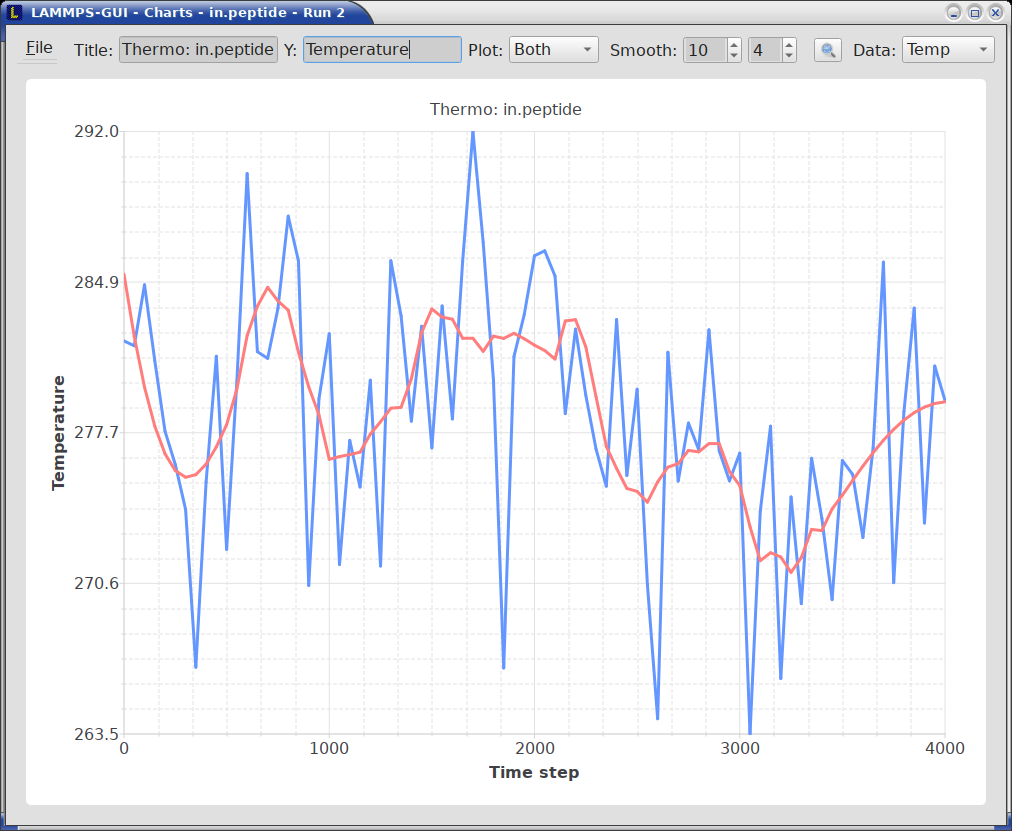 LAMMPS-GUI - Charts - in.peptide - Run 2
File Title: Thermo: in.peptide Y: Temperature Plot: Both Smooth: 10 4 Data: Temp
Thermo: in.peptide
292.0
284.9
277.7
270.6
263.5
Temperature
0 1000 2000 3000 4000
Time step